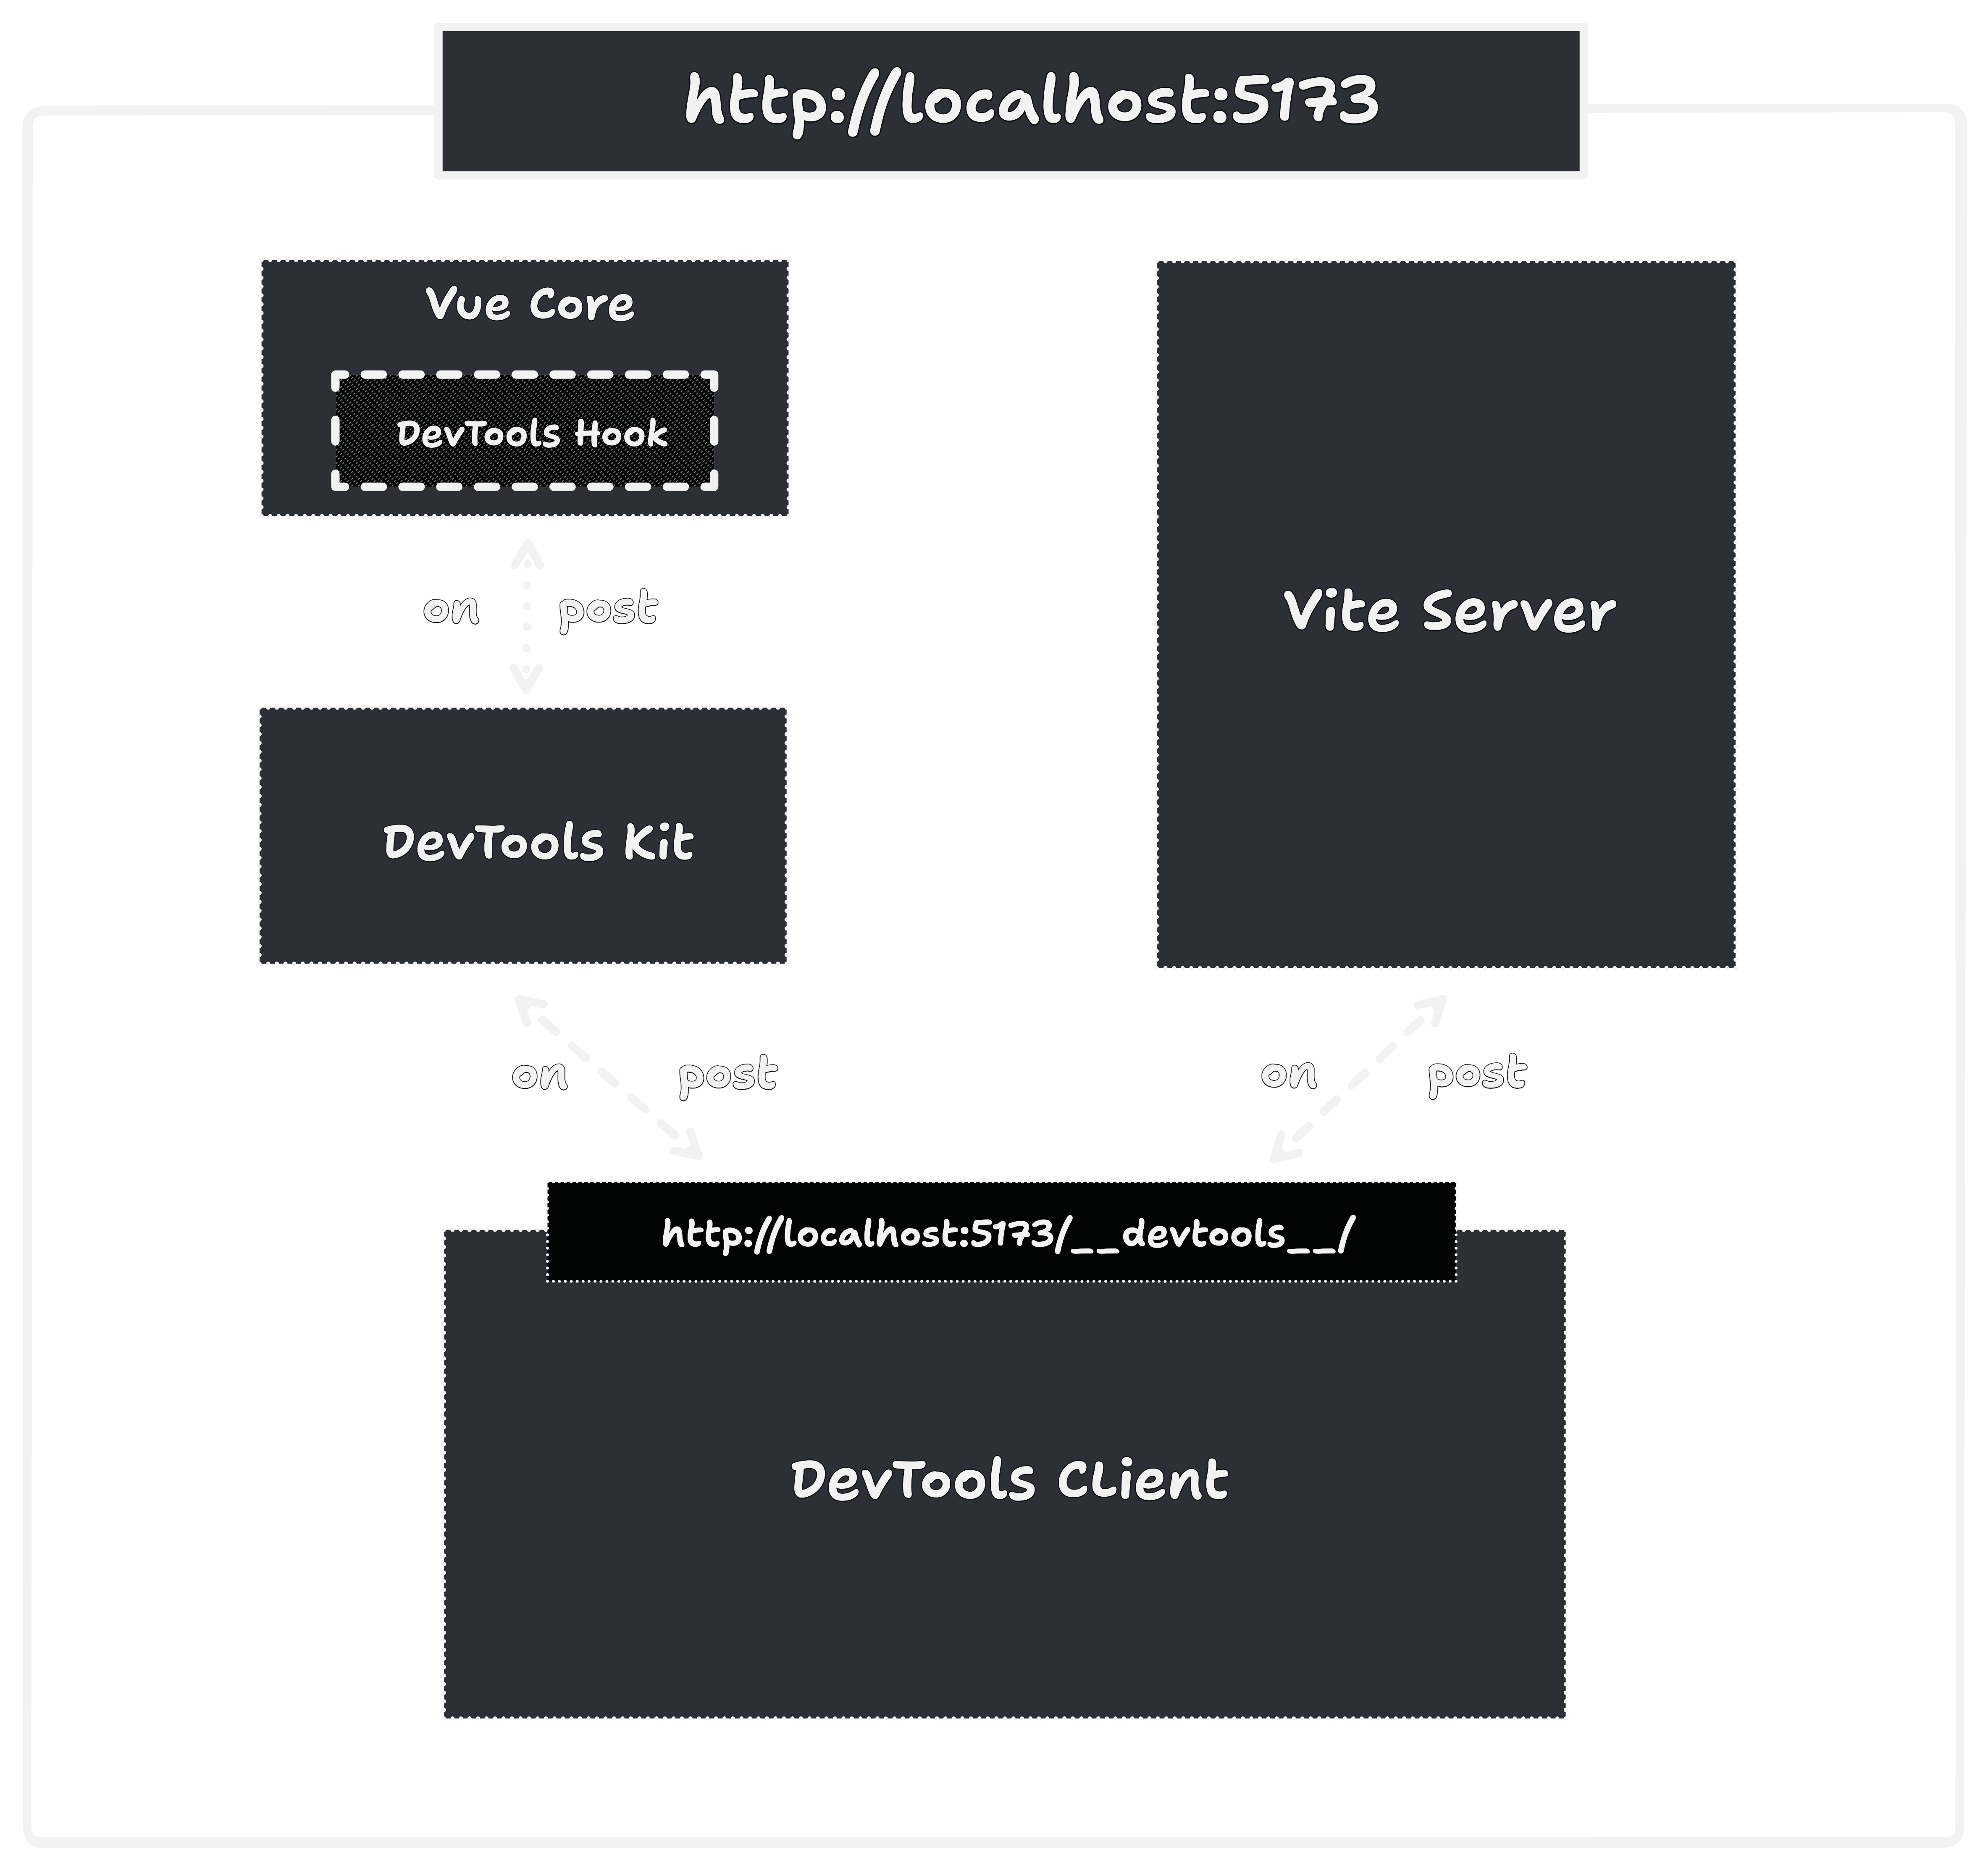 http://localhost:5173
Vue Core
DevTools Hook
on post
Vite Server
DevTools Kit
on post
on post
http://localhost:5173/__devtools__/
DevTools Client